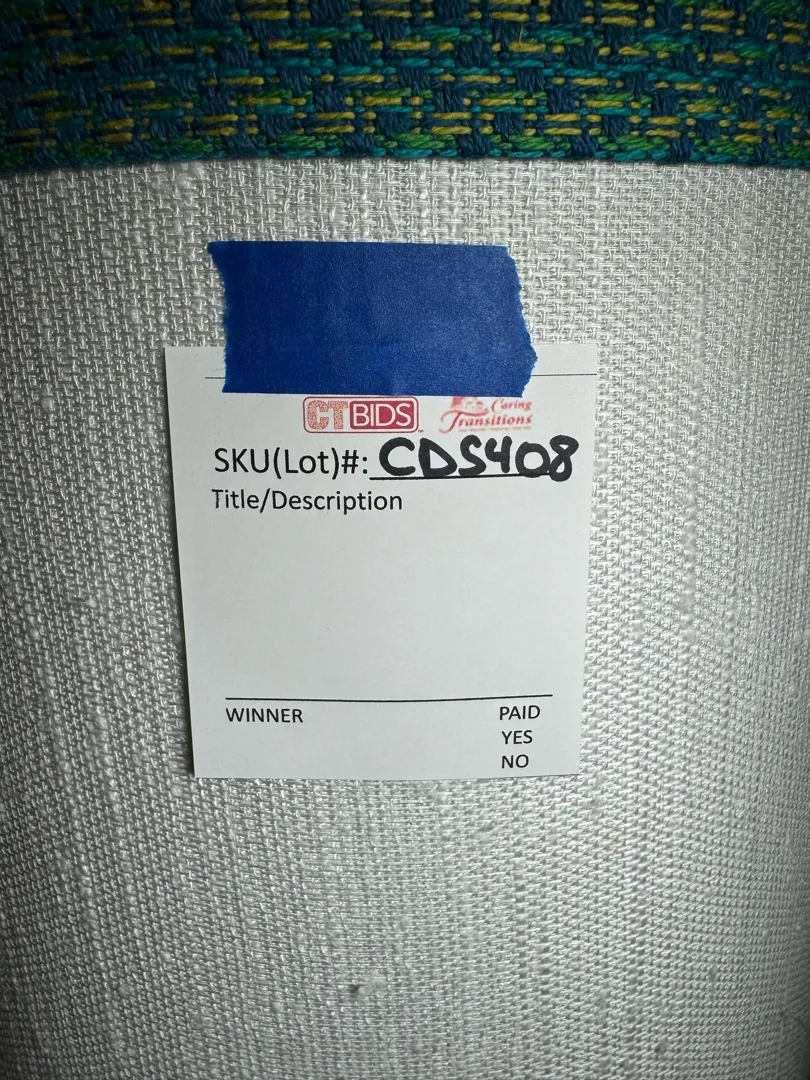 CTBIDS
Caring
Transitions
SKU(Lot)#: CDS408
Title/Description
WINNER
PAID
YES
NO